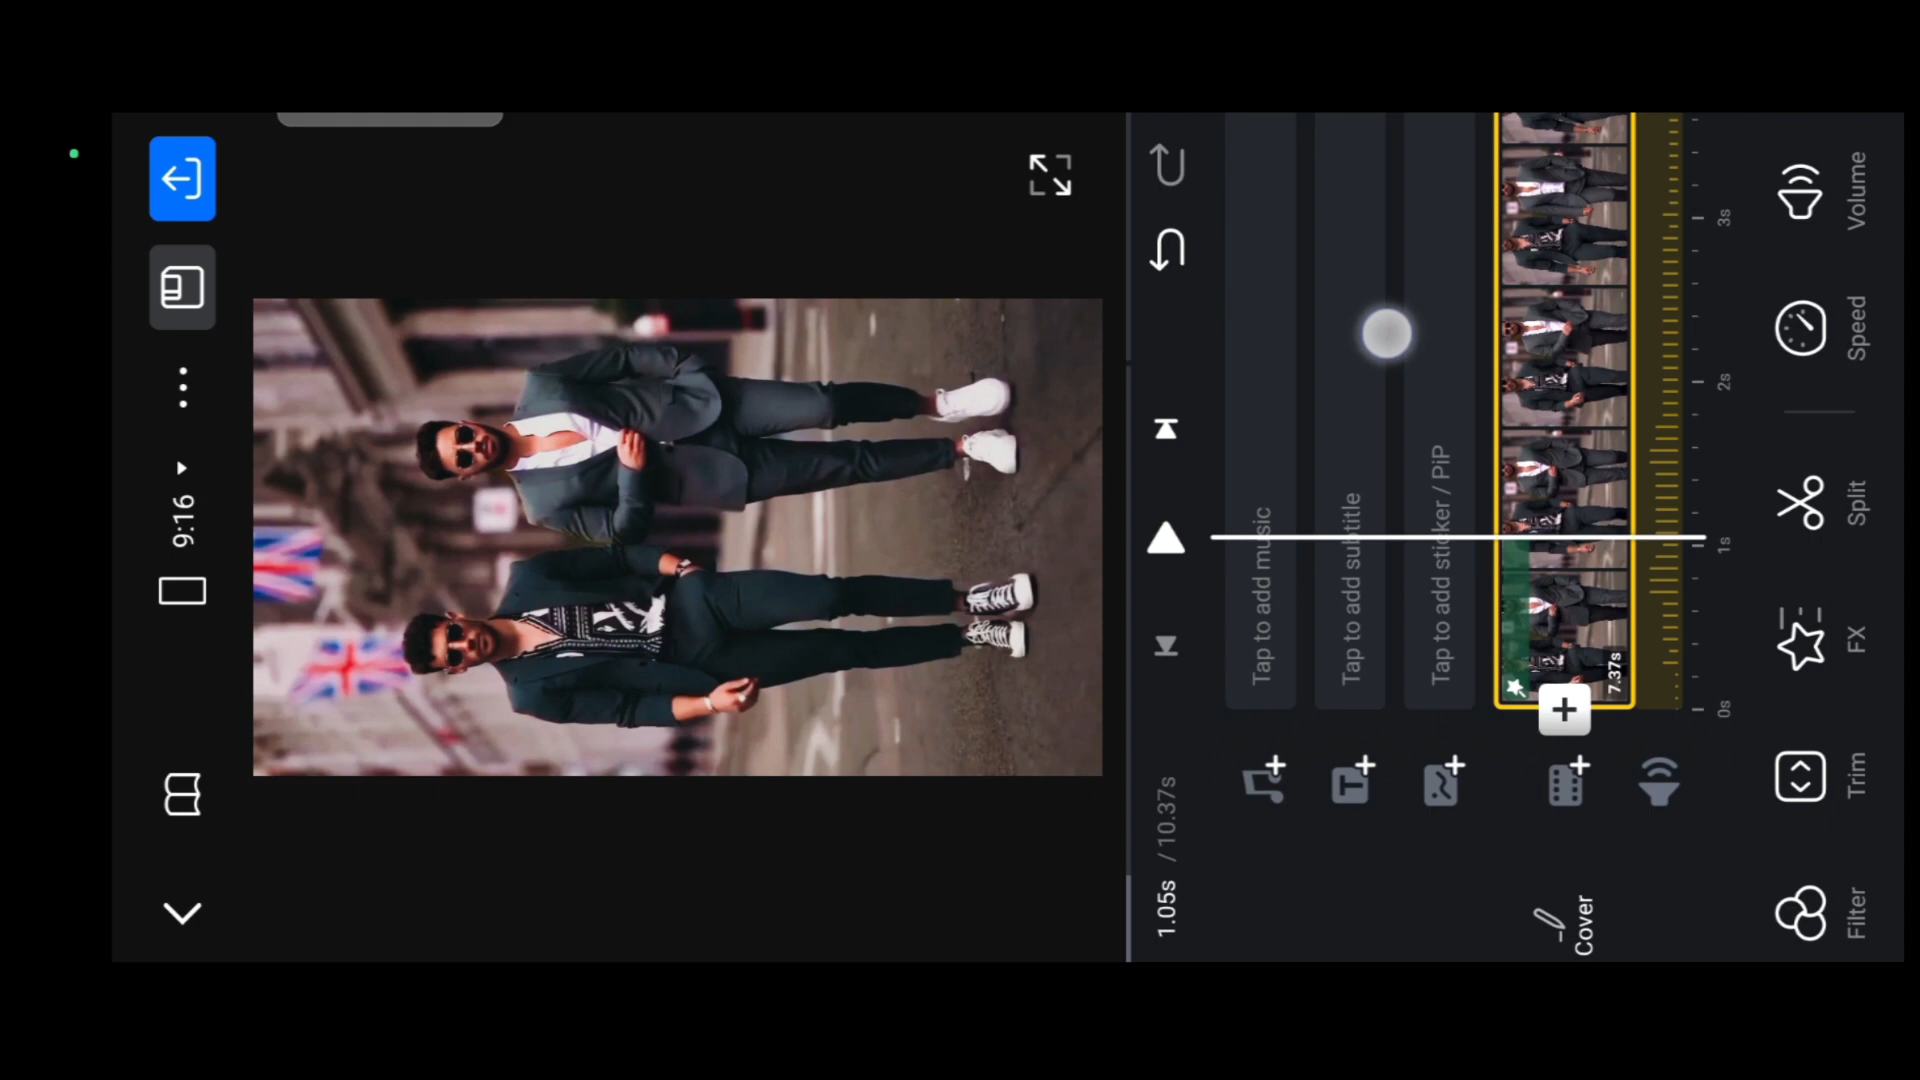 9:16
1.05s / 10.37s
Tap to add music
Tap to add subtitle
Tap to add sticker / PiP
Cover
7.37s
0s 1s 2s 3s
Filter Trim FX Split Speed Volume